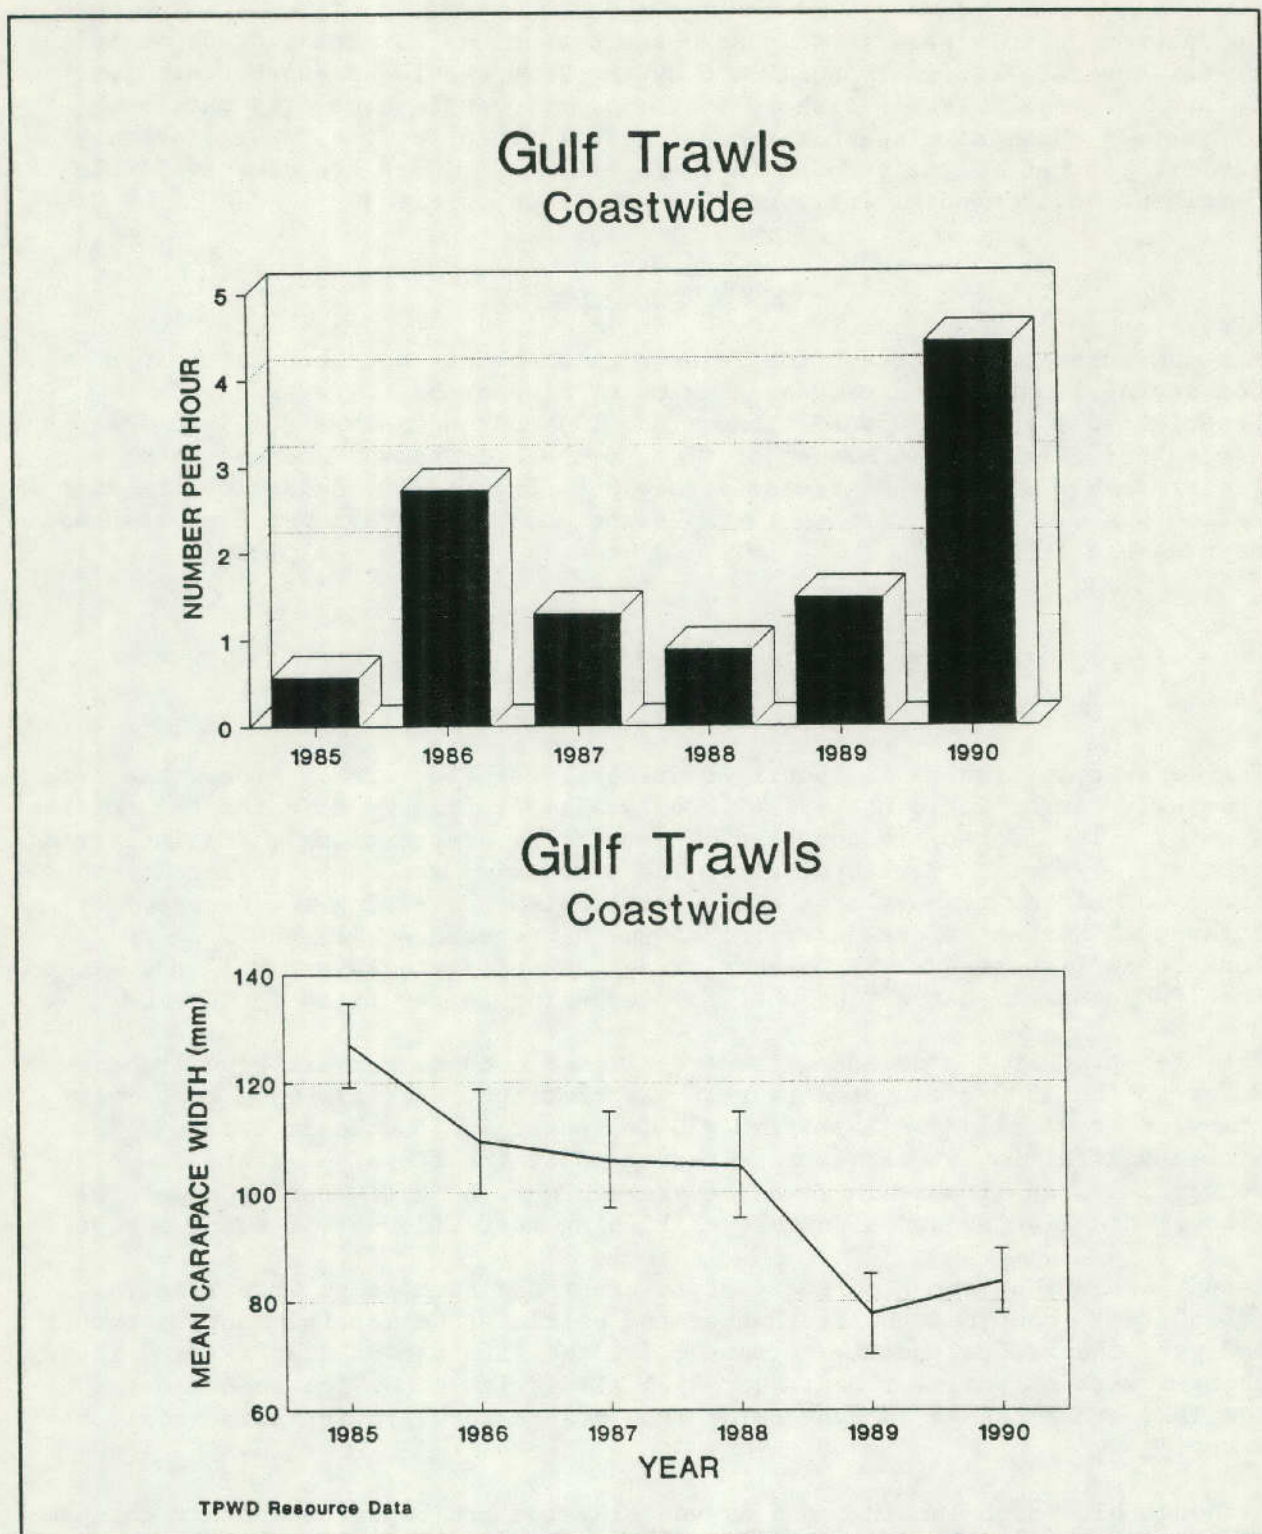 Gulf Trawls
Coastwide
NUMBER PER HOUR
5
4
3
2
1
0
1985 1986 1987 1988 1989 1990
Gulf Trawls
Coastwide
MEAN CARAPACE WIDTH (mm)
140
120
100
80
60
1985 1986 1987 1988 1989 1990
YEAR
TPWD Resource Data